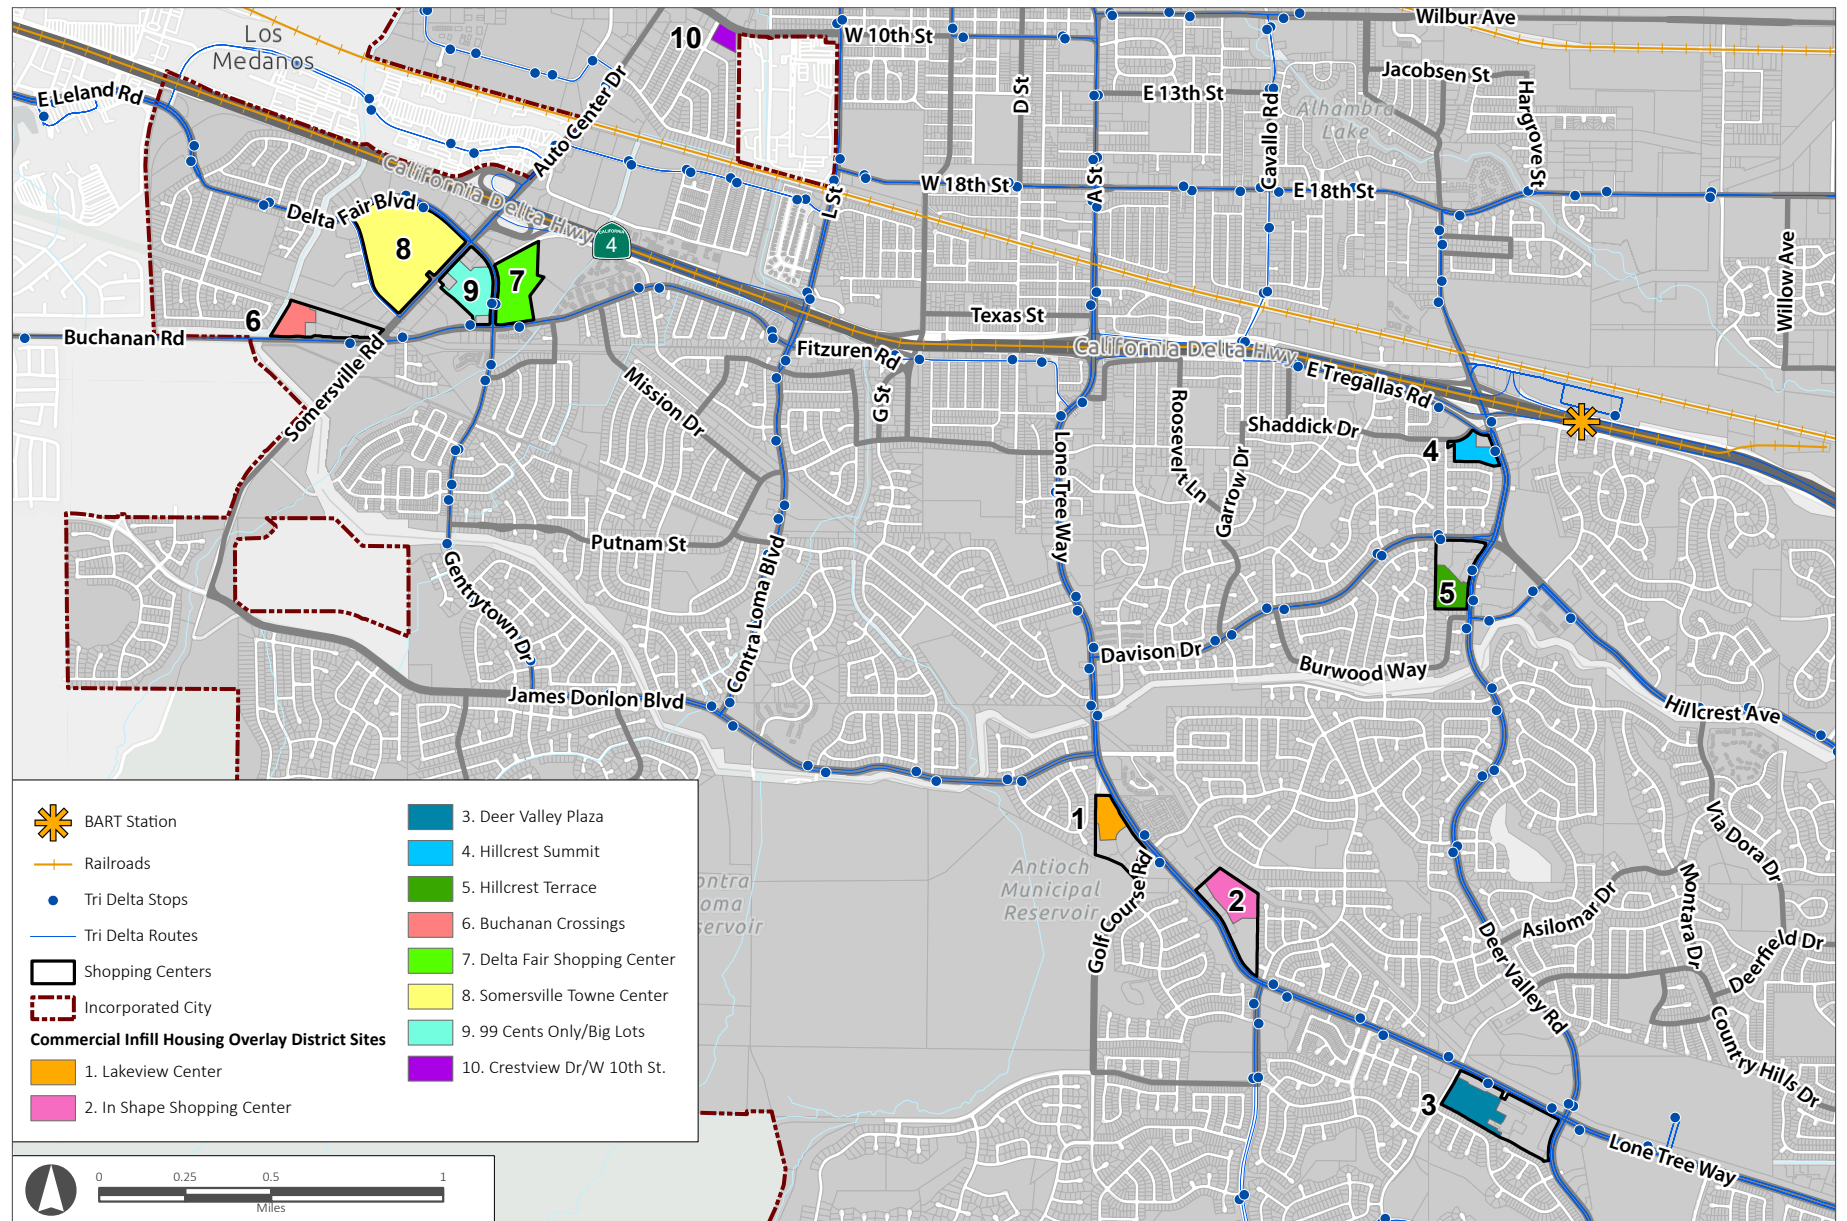 Los
Medanos
10
W 10th St
Wilbur Ave
E Leland Rd
Auto Center Dr
D St
E 13th St
Cavallo Rd
Jacobsen St
Hargrove St
Alhambra
Lake
California Delta Hwy
Delta Fair Blvd
W 18th St
L St
A St
E 18th St
CALIFORNIA
4
8
9
7
6
Buchanan Rd
Somersville Rd
Texas St
Willow Ave
Fitzuren Rd
California Delta Hwy
E Tregallas Rd
Mission Dr
G St
Roosevelt Ln
Shaddick Dr
4
Garrow Dr
Lone Tree Way
Putnam St
Gentrytown Dr
Contra Loma Blvd
5
Davison Dr
Burwood Way
James Donlon Blvd
Hillcrest Ave
1
2
Antioch
Municipal
Reservoir
Golf Course Rd
Via Dora Dr
Montara Dr
Asilomar Dr
Deerfield Dr
Deer Valley Rd
Country Hills Dr
3
Lone Tree Way
ontra
oma
servoir
BART Station
Railroads
Tri Delta Stops
Tri Delta Routes
Shopping Centers
Incorporated City
Commercial Infill Housing Overlay District Sites
1. Lakeview Center
2. In Shape Shopping Center
3. Deer Valley Plaza
4. Hillcrest Summit
5. Hillcrest Terrace
6. Buchanan Crossings
7. Delta Fair Shopping Center
8. Somersville Towne Center
9. 99 Cents Only/Big Lots
10. Crestview Dr/W 10th St.
0 0.25 0.5 1
Miles